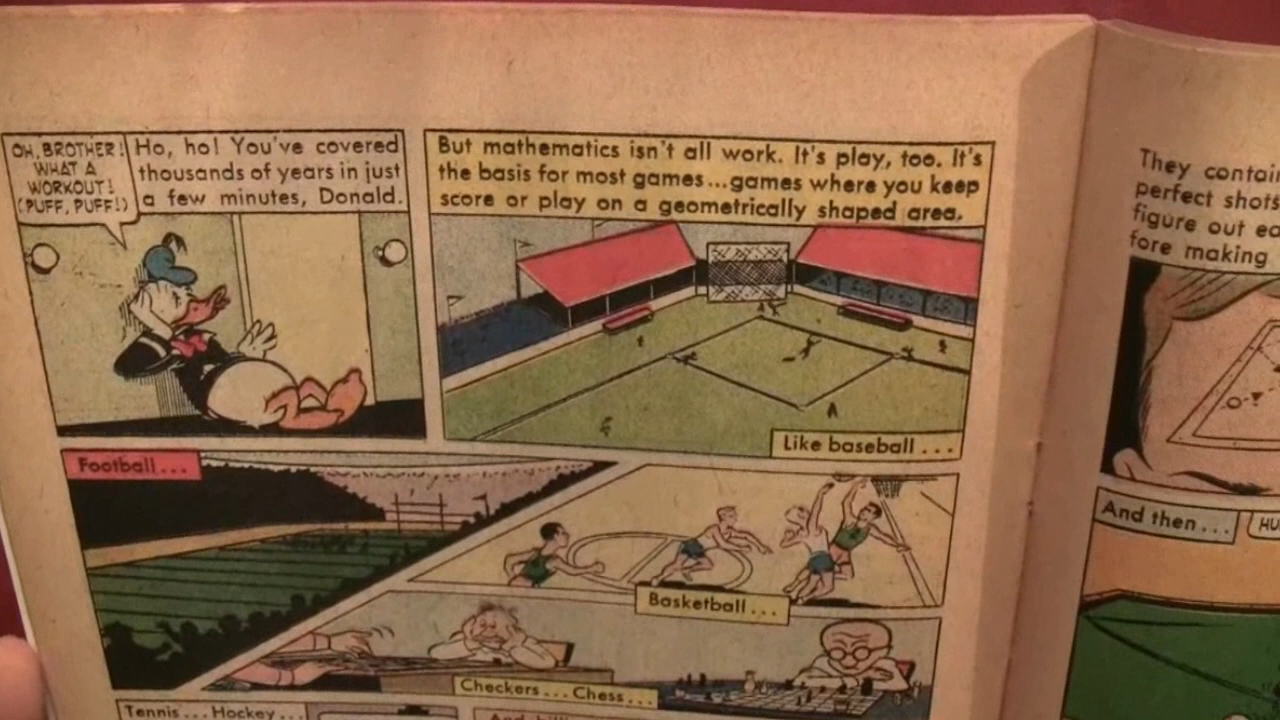 OH, BROTHER!
WHAT A
WORKOUT!
(PUFF, PUFF!)
Ho, ho! You've covered
thousands of years in just
a few minutes, Donald.
But mathematics isn't all work. It's play, too. It's
the basis for most games...games where you keep
score or play on a geometrically shaped area.
Like baseball...
Football...
Basketball...
Checkers...Chess...
Tennis...Hockey...
They contain
perfect shots
figure out
fore making
And then...